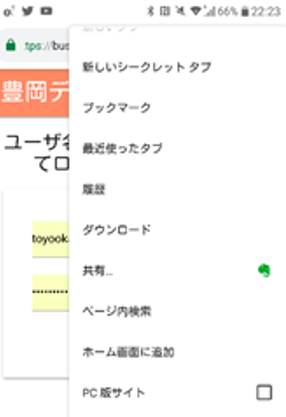 66% 22:23
tps://bus
豊岡デ
ユーザ名
てロ
toyook
新しいシークレット タブ
ブックマーク
最近使ったタブ
履歴
ダウンロード
共有...
ページ内検索
ホーム画面に追加
PC 版サイト